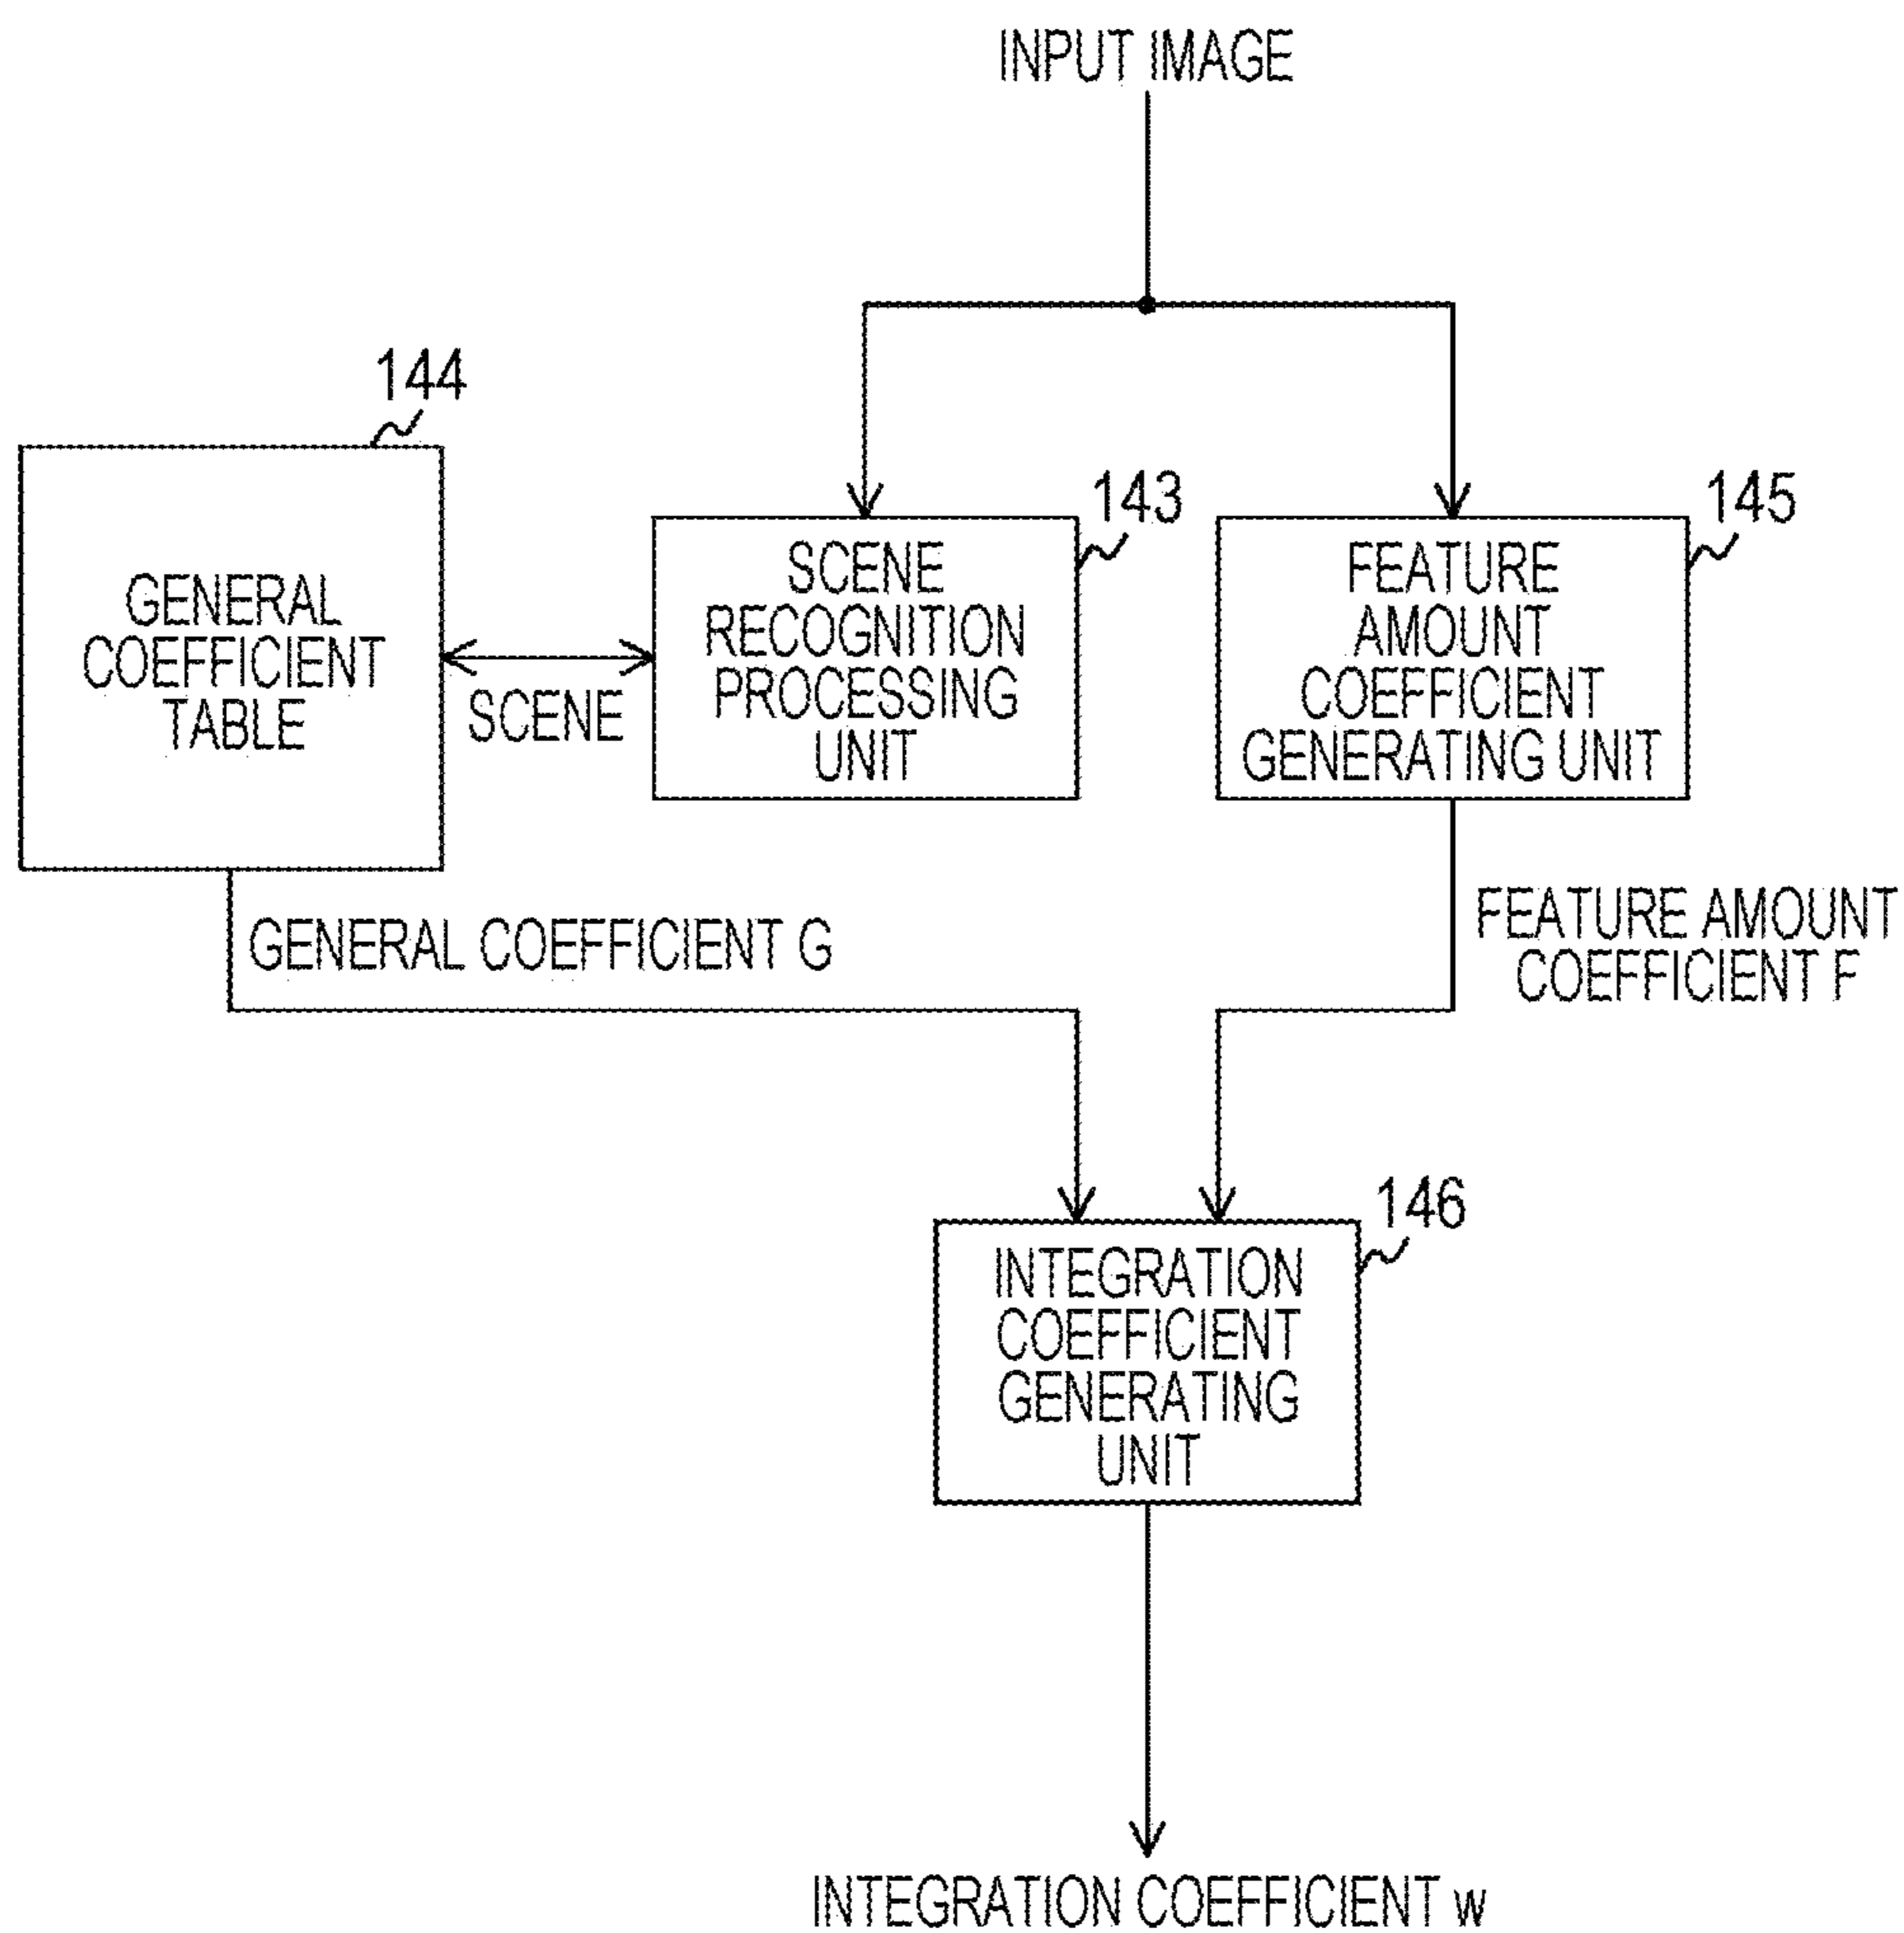 INPUT IMAGE
144
143
145
GENERAL
COEFFICIENT
TABLE
SCENE
SCENE
RECOGNITION
PROCESSING
UNIT
FEATURE
AMOUNT
COEFFICIENT
GENERATING UNIT
GENERAL COEFFICIENT G
FEATURE AMOUNT
COEFFICIENT F
146
INTEGRATION
COEFFICIENT
GENERATING
UNIT
INTEGRATION COEFFICIENT w